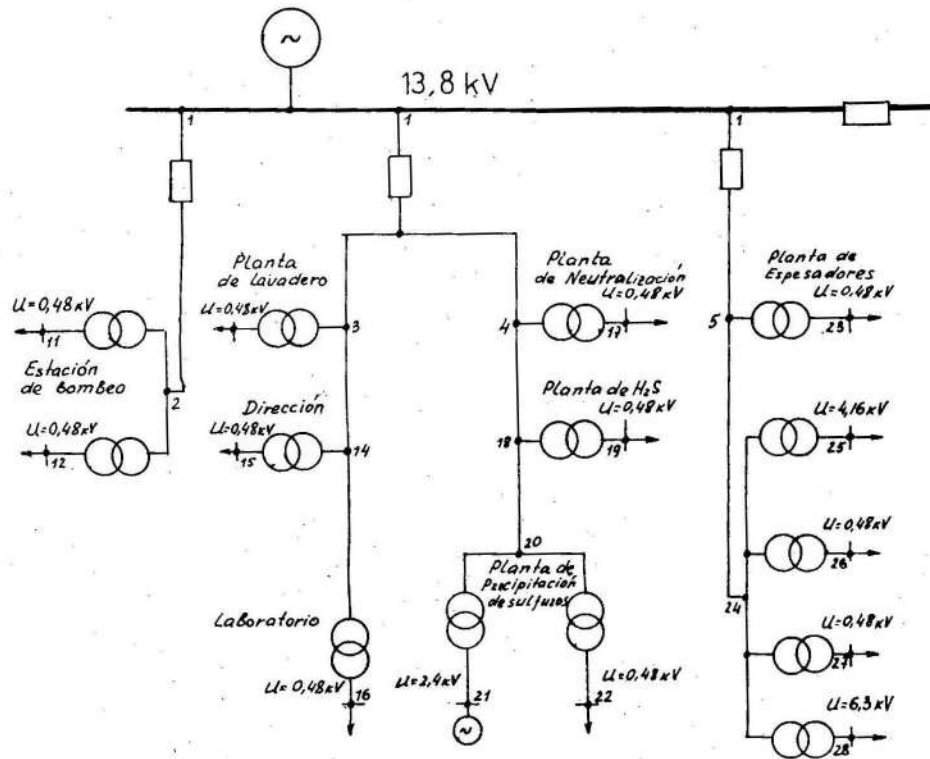 ~
13,8 kV
1
1
1
Planta
de Lavadero
U=0,48kV
3
Planta
de Neutralización
U=0,48kV
4
17
Planta de
Espesadores
U=0,48kV
5
23
U=0,48kV
11
Estación
de Bombeo
2
U=0,48kV
12
Dirección
U=0,48kV
15
14
Planta de H₂S
U=0,48kV
18
19
U=4,16kV
25
20
Planta de
Precipitación
de sulfuros
U=0,48kV
26
24
Laboratorio
U=0,48kV
16
U=2,4kV
21
~
U=0,48kV
22
U=0,48kV
27
U=6,3kV
28